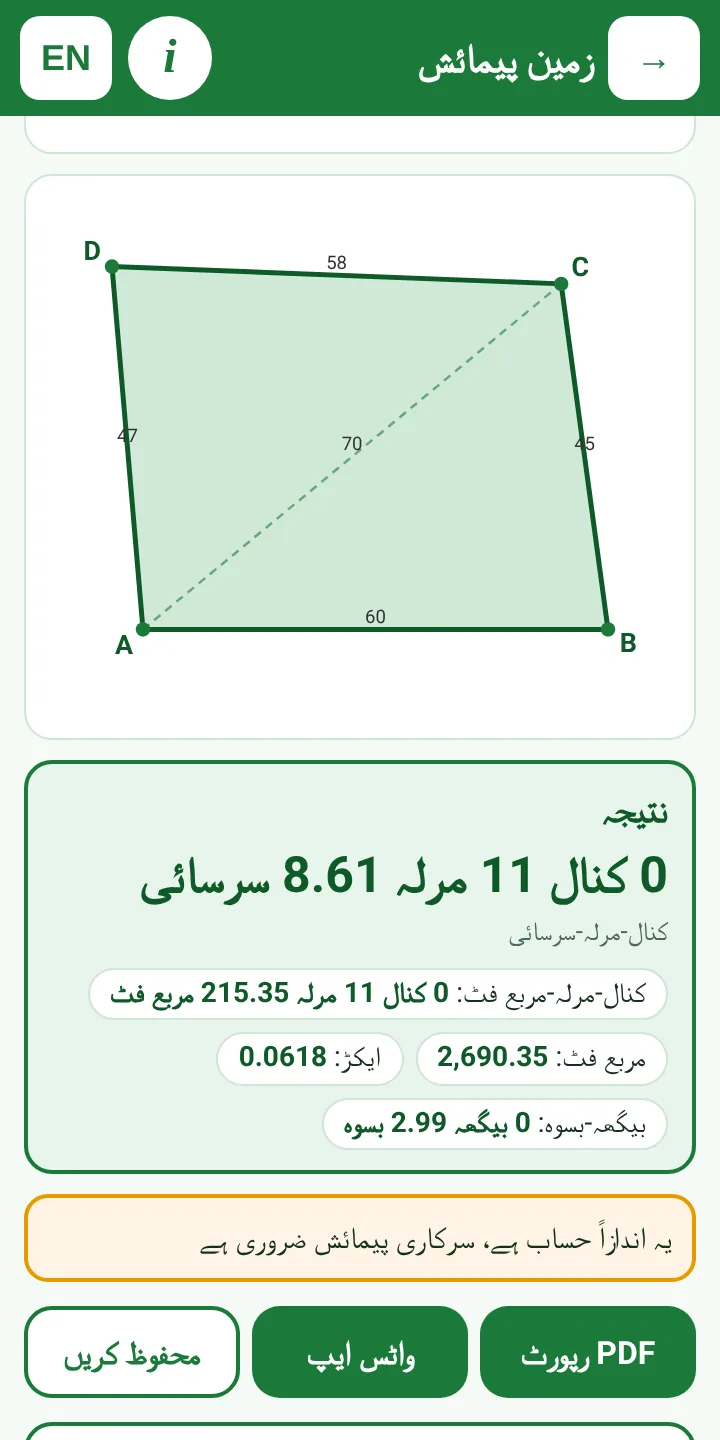 → زمین پیمائش i EN
D
58
C
47
70
45
60
A
B
نتیجہ
0 کنال 11 مرلہ 8.61 سرسائی
کنال-مرلہ-سرسائی
کنال-مرلہ-مربع فٹ: 0 کنال 11 مرلہ 215.35 مربع فٹ
مربع فٹ: 2,690.35
ایکڑ: 0.0618
بیگھہ-بسوہ: 0 بیگھہ 2.99 بسوہ
یہ اندازاً حساب ہے، سرکاری پیمائش ضروری ہے
PDF رپورٹ
واٹس ایپ
محفوظ کریں